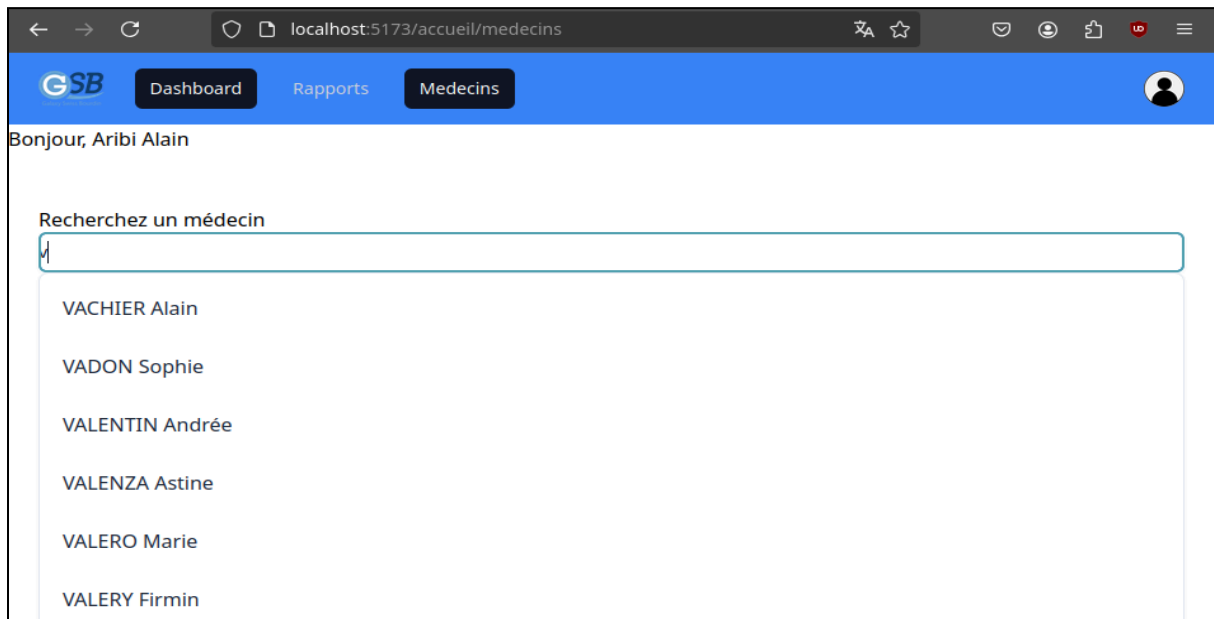 localhost:5173/accueil/medecins
GSB Dashboard Rapports Medecins
Bonjour, Aribi Alain
Recherchez un médecin
v
VACHIER Alain
VADON Sophie
VALENTIN Andrée
VALENZA Astine
VALERO Marie
VALERY Firmin